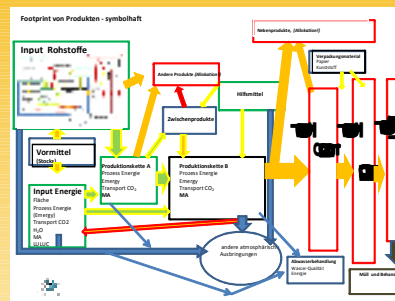 Footprint von Produkten - symbolhaft
Nebenprodukte, (Allokation!)
Input Rohstoffe
Andere Produkte (Allokation!)
Verpackungsmaterial
Papier
Kunststoff
Hilfsmittel
Zwischenprodukte
Vormittel
(Stocks)
Produktionskette A
Prozess Energie
Emergy
Transport CO₂
MA
Produktionskette B
Prozess Energie
Emergy
Transport CO₂
MA
Input Energie
Fläche
Prozess Energie
(Emergy)
Transport CO2
H₂O
MA
LULUC
andere atmosphärisch
Ausbringungen
Abwasserbehandlung
Wasser-Qualität
Energie
Müll und Behand